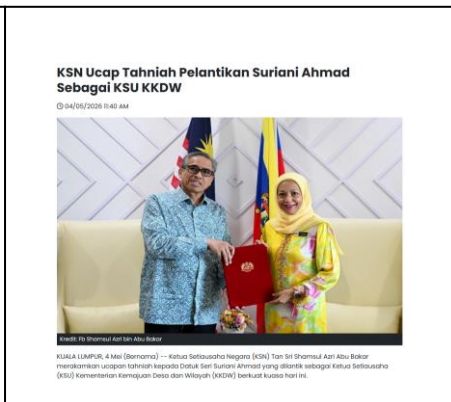 KSN Ucap Tahniah Pelantikan Suriani Ahmad
Sebagai KSU KKDW
04/05/2026 11:40 AM
Kredit: Fb Shamsul Azri bin Abu Bakar
KUALA LUMPUR, 4 Mei (Bernama) -- Ketua Setiausaha Negara (KSN) Tan Sri Shamsul Azri Abu Bakar
merakamkan ucapan tahniah kepada Datuk Seri Suriani Ahmad yang dilantik sebagai Ketua Setiausaha
(KSU) Kementerian Kemajuan Desa dan Wilayah (KKDW) berkuat kuasa hari ini.